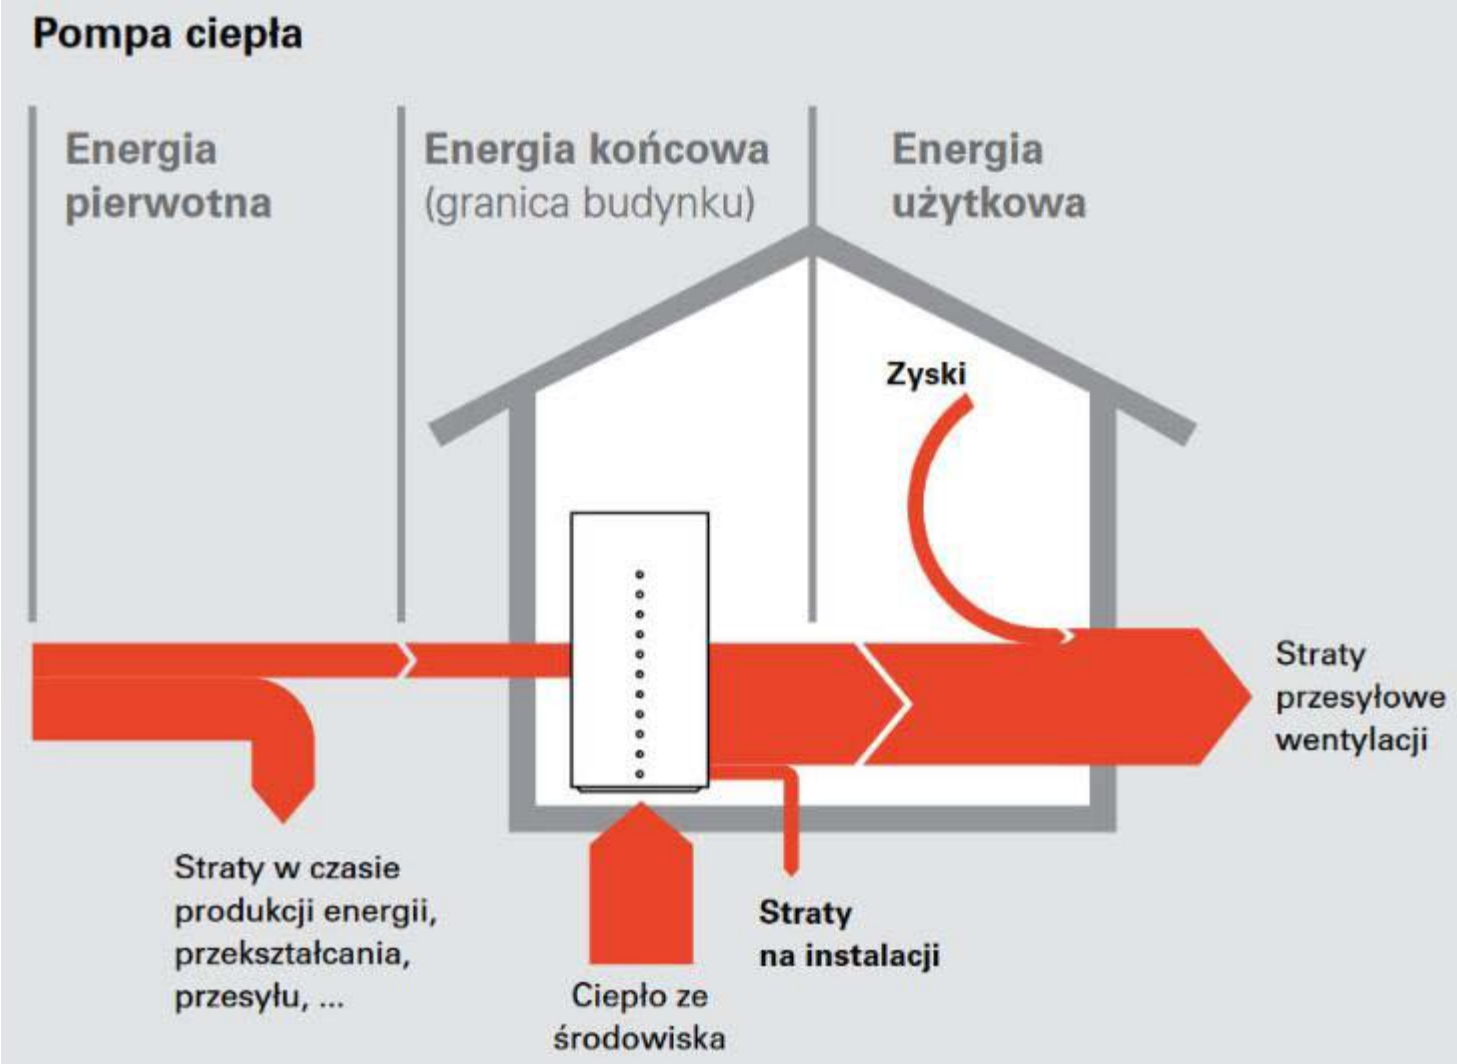 Pompa ciepła
Energia
pierwotna
Energia końcowa
(granica budynku)
Energia
użytkowa
Zyski
Straty
przesyłowe
wentylacji
Straty w czasie
produkcji energii,
przekształcania,
przesyłu, ...
Ciepło ze
środowiska
Straty
na instalacji